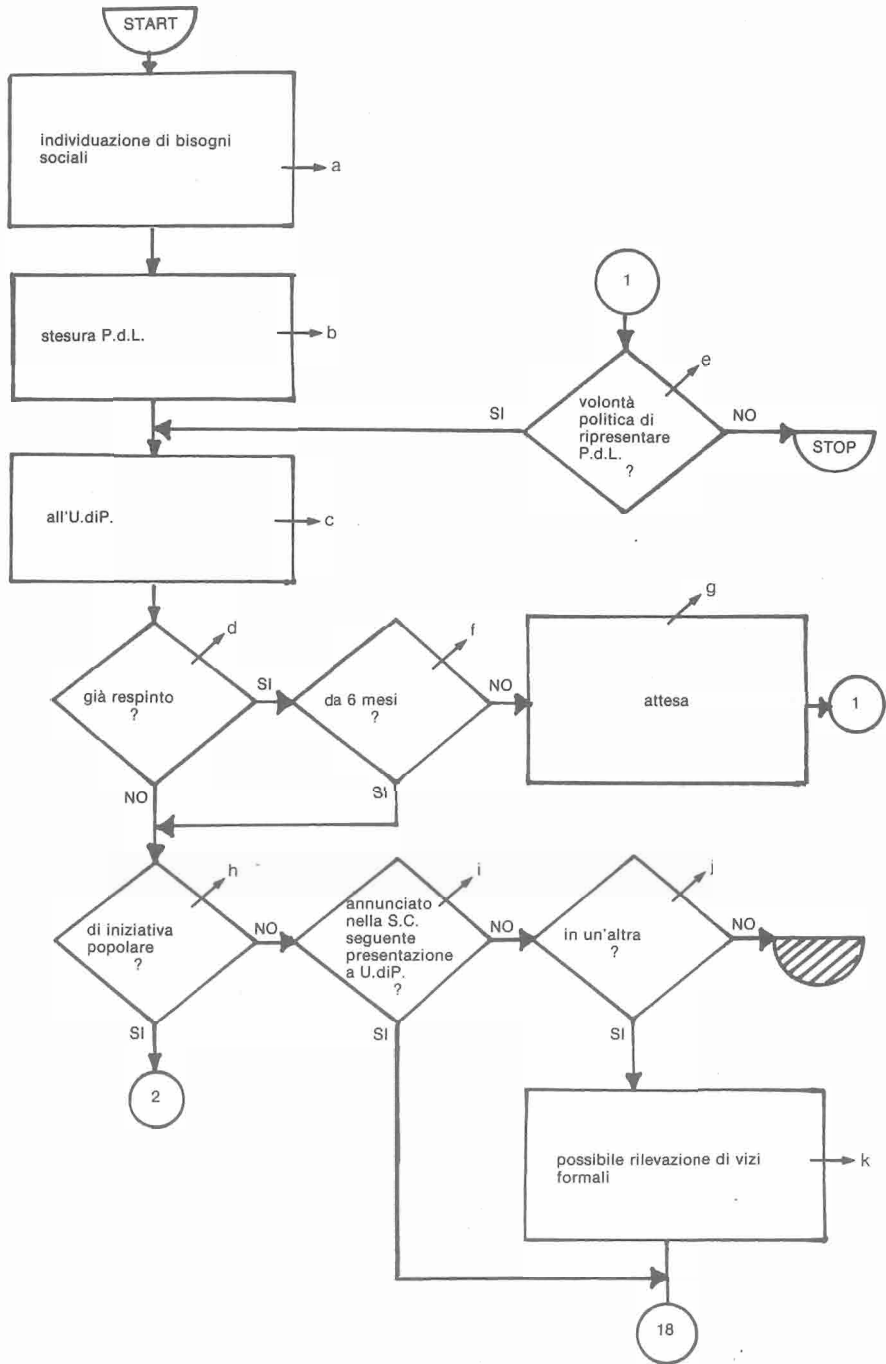 START
individuazione di bisogni
sociali
a
stesura P.d.L.
b
1
e
volontà
politica di
ripresentare
P.d.L.
?
SI
NO
STOP
all'U.diP.
c
g
d
già respinto
?
SI
f
da 6 mesi
?
NO
attesa
1
NO
SI
h
di iniziativa
popolare
?
NO
i
annunciato
nella S.C.
seguente
presentazione
a U.diP.
?
NO
j
in un'altra
?
NO
SI
SI
SI
2
possibile rilevazione di vizi
formali
k
18